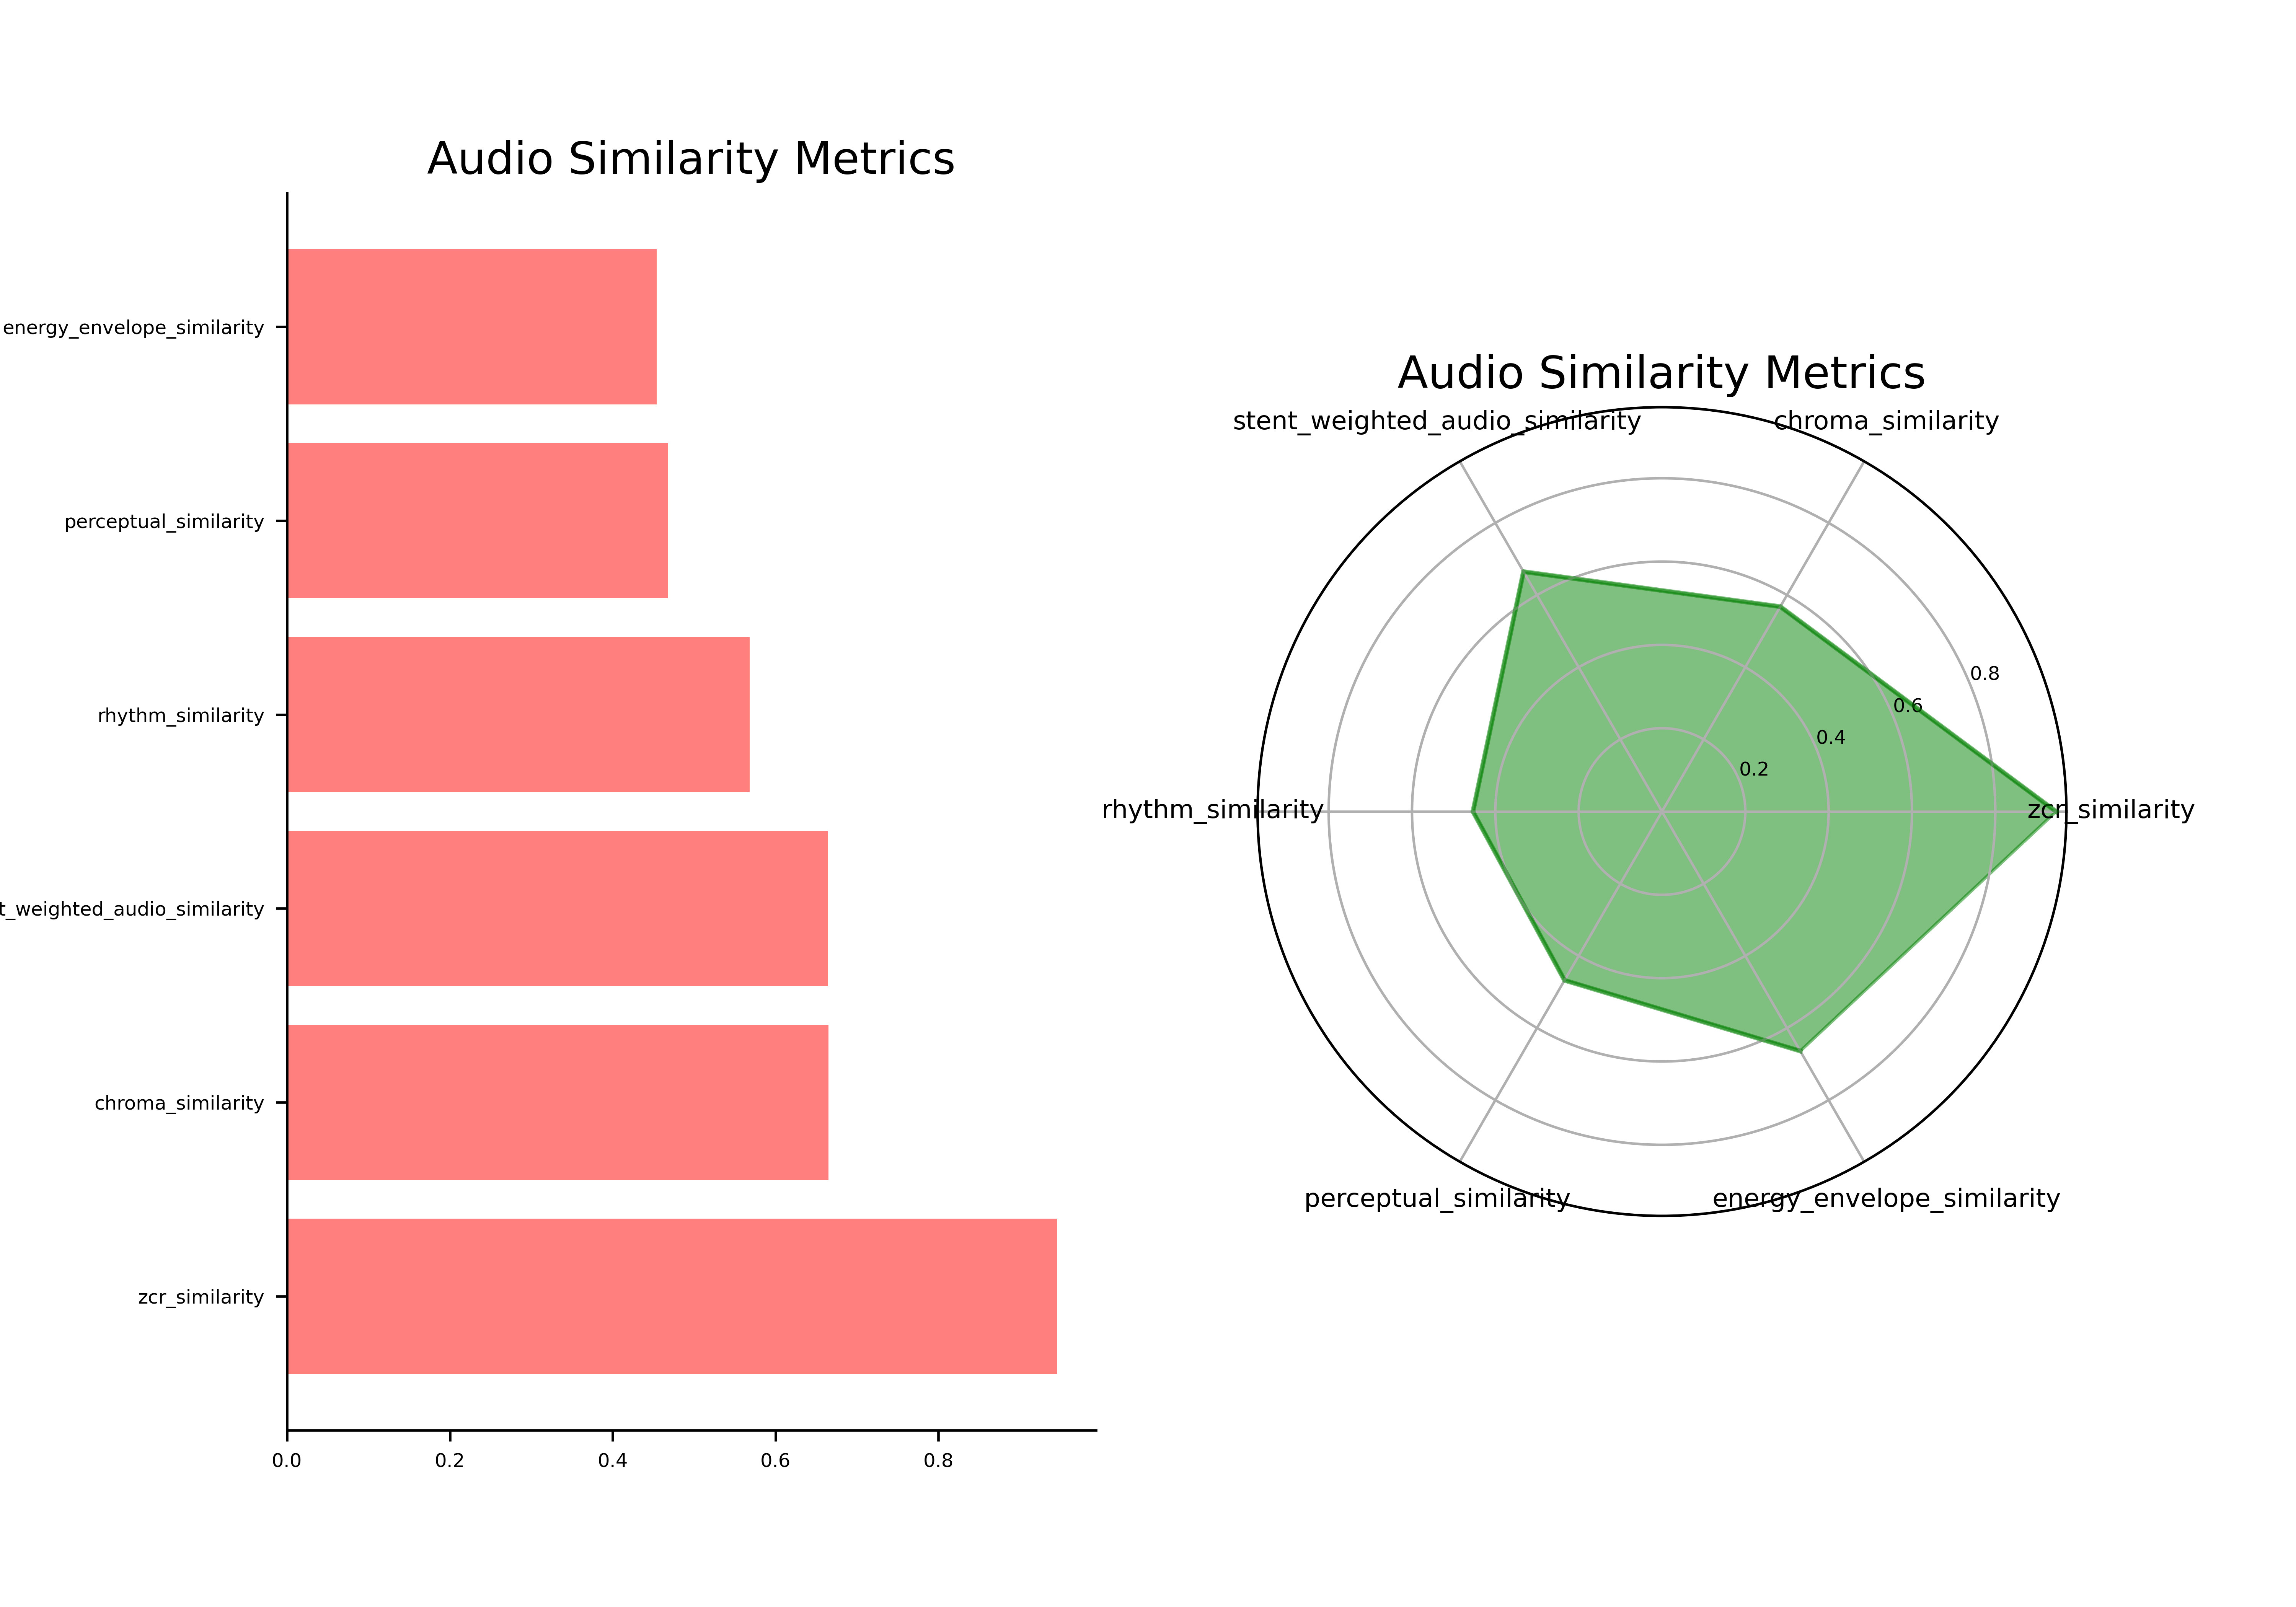 Audio Similarity Metrics
energy_envelope_similarity
perceptual_similarity
rhythm_similarity
t_weighted_audio_similarity
chroma_similarity
zcr_similarity
0.0 0.2 0.4 0.6 0.8
Audio Similarity Metrics
stent_weighted_audio_similarity chroma_similarity
0.8
0.6
0.4
0.2
rhythm_similarity zcr_similarity
perceptual_similarity energy_envelope_similarity